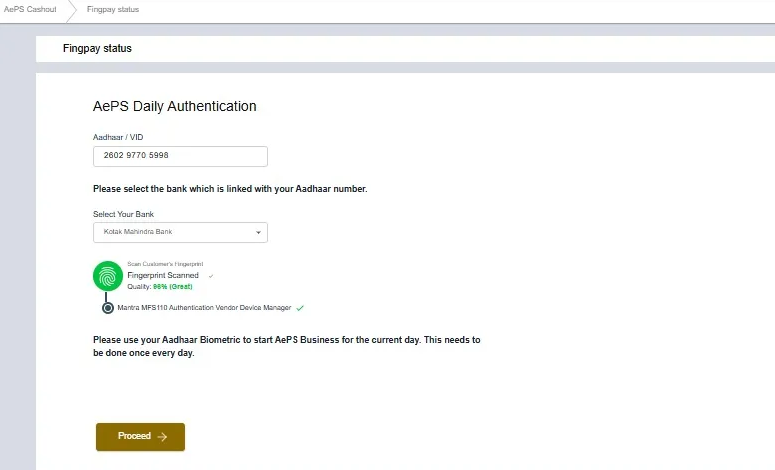 AePS Cashout
Fingpay status
Fingpay status
AePS Daily Authentication
Aadhaar / VID
2602 9770 5998
Please select the bank which is linked with your Aadhaar number.
Select Your Bank
Kotak Mahindra Bank
Scan Customer's Fingerprint
Fingerprint Scanned
Quality: 96% (Great)
Mantra MFS110 Authentication Vendor Device Manager
Please use your Aadhaar Biometric to start AePS Business for the current day. This needs to
be done once every day.
Proceed